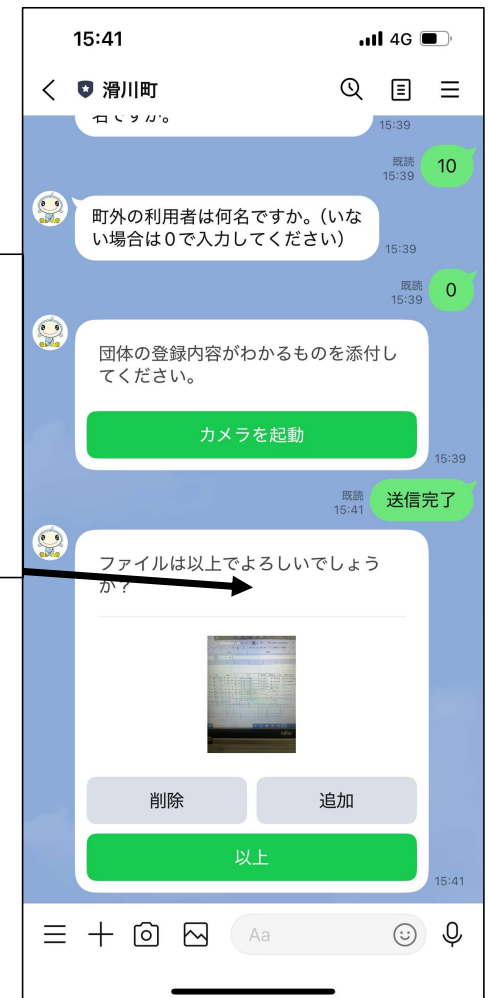 15:41
4G
滑川町
名ですか。
15:39
既読
15:39
10
町外の利用者は何名ですか。（いな
い場合は０で入力してください）
15:39
既読
15:39
0
団体の登録内容がわかるものを添付し
てください。
カメラを起動
15:39
既読
15:41
送信完了
ファイルは以上でよろしいでしょう
か？
削除
追加
以上
15:41
Aa